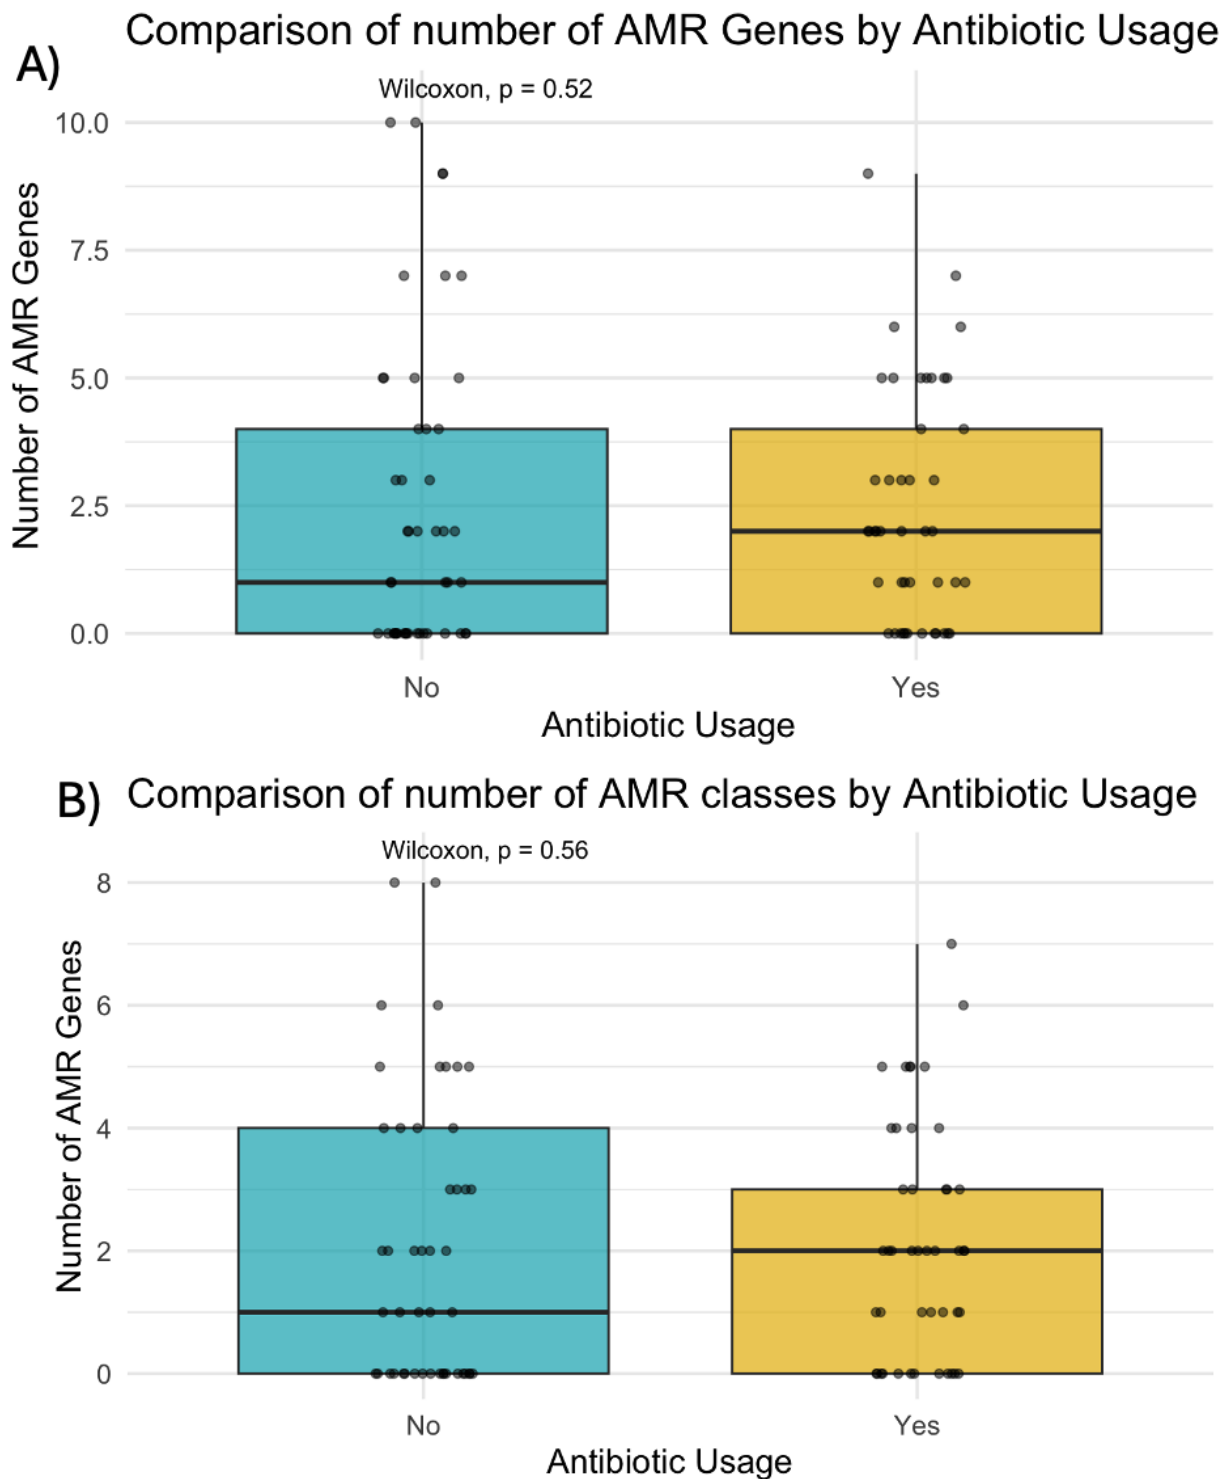 A)
Comparison of number of AMR Genes by Antibiotic Usage
Wilcoxon, p = 0.52
Number of AMR Genes
10.0
7.5
5.0
2.5
0.0
No
Yes
Antibiotic Usage
B)
Comparison of number of AMR classes by Antibiotic Usage
Wilcoxon, p = 0.56
Number of AMR Genes
8
6
4
2
0
No
Yes
Antibiotic Usage